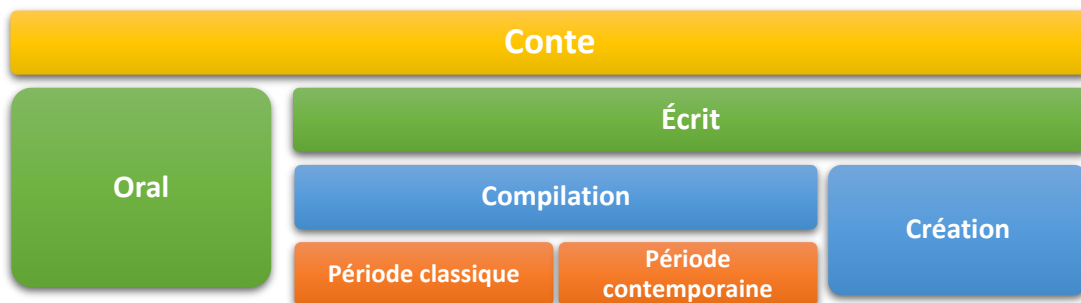 Conte
Oral
Écrit
Compilation
Création
Période classique
Période
contemporaine